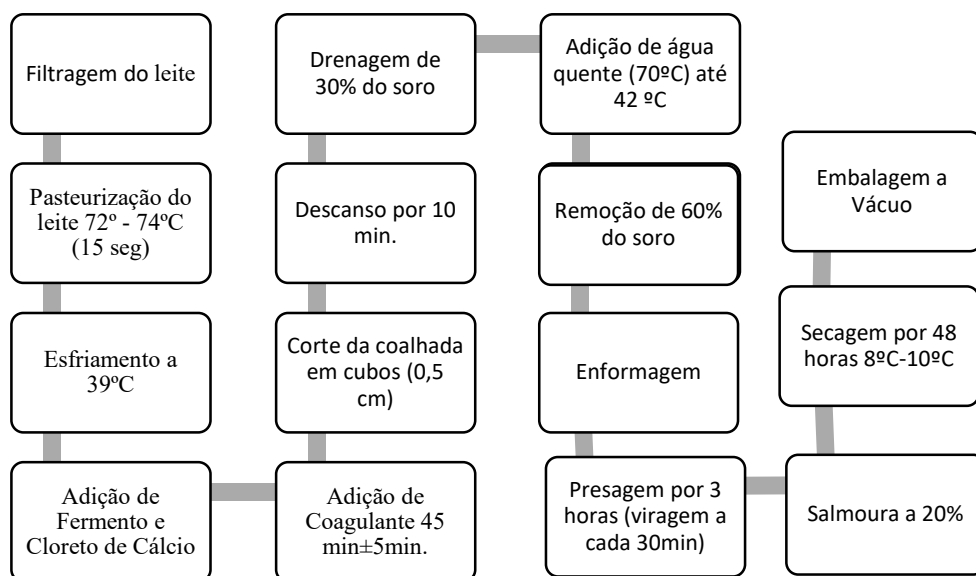 Filtragem do leite
Pasteurização do
leite 72º - 74ºC
(15 seg)
Esfriamento a
39ºC
Adição de
Fermento e
Cloreto de Cálcio
Adição de
Coagulante 45
min±5min.
Corte da coalhada
em cubos (0,5
cm)
Descanso por 10
min.
Drenagem de
30% do soro
Adição de água
quente (70ºC) até
42 ºC
Remoção de 60%
do soro
Enformagem
Presagem por 3
horas (viragem a
cada 30min)
Salmoura a 20%
Secagem por 48
horas 8ºC-10ºC
Embalagem a
Vácuo